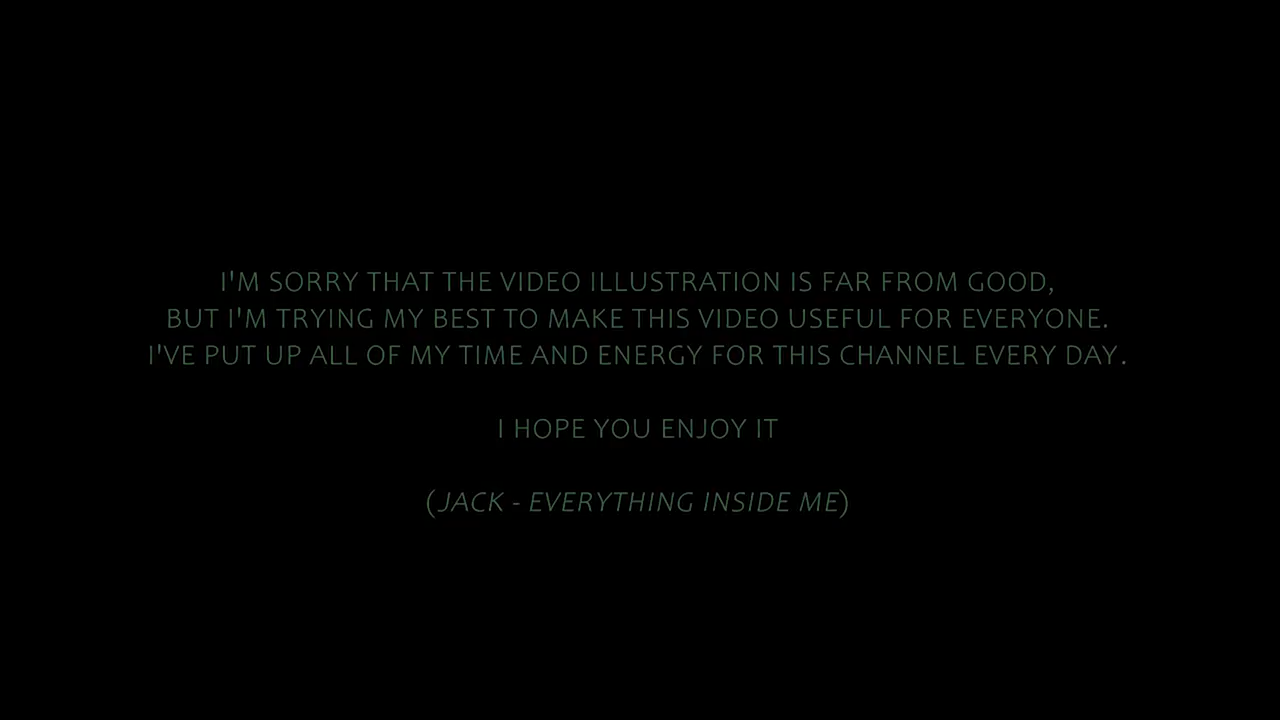 I'M SORRY THAT THE VIDEO ILLUSTRATION IS FAR FROM GOOD,
BUT I'M TRYING MY BEST TO MAKE THIS VIDEO USEFUL FOR EVERYONE.
I'VE PUT UP ALL OF MY TIME AND ENERGY FOR THIS CHANNEL EVERY DAY.
I HOPE YOU ENJOY IT
(JACK - EVERYTHING INSIDE ME)